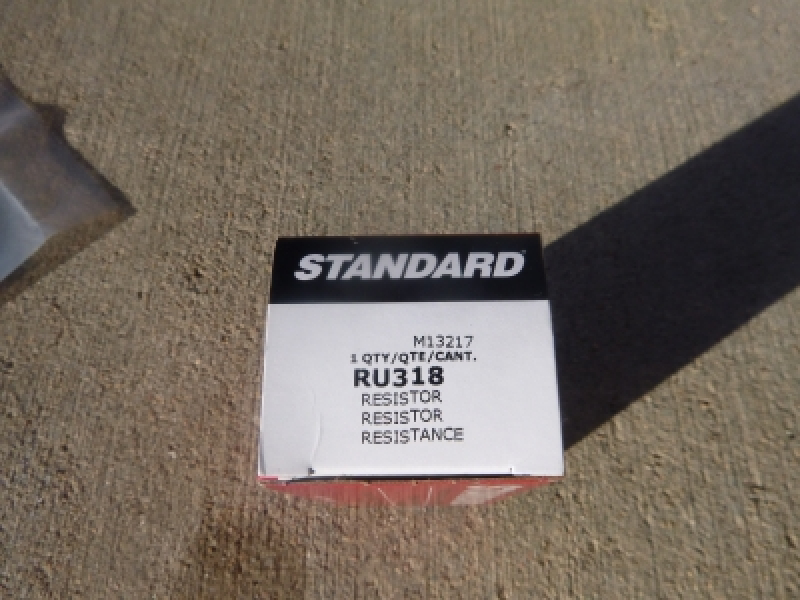 STANDARD
M13217
1 QTY/QTE/CANT.
RU318
RESISTOR
RESISTOR
RESISTANCE